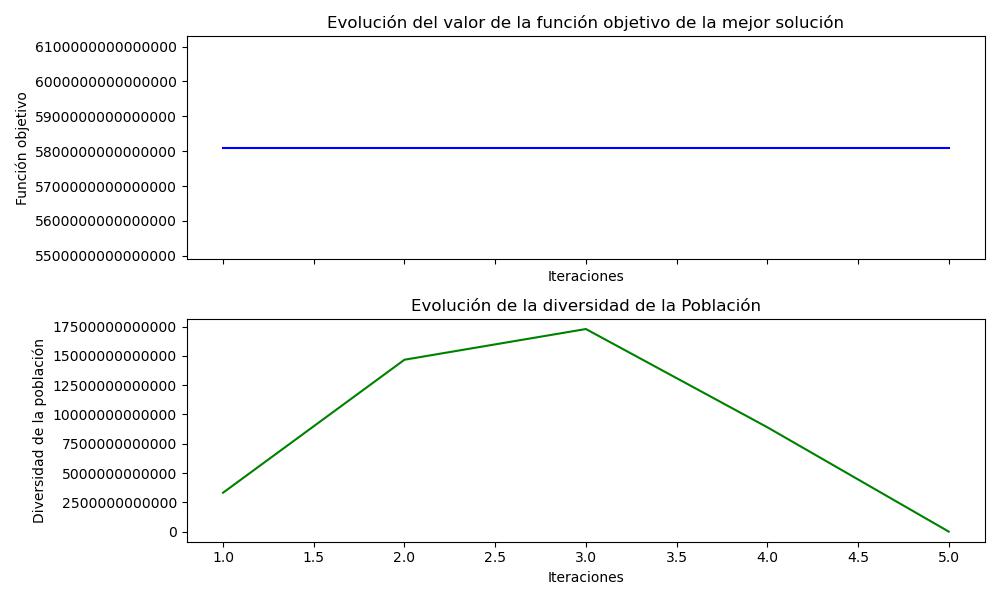 Evolución del valor de la función objetivo de la mejor solución
6100000000000000
6000000000000000
5900000000000000
5800000000000000
5700000000000000
5600000000000000
5500000000000000
Función objetivo
Iteraciones
Evolución de la diversidad de la Población
17500000000000
15000000000000
12500000000000
10000000000000
7500000000000
5000000000000
2500000000000
0
Diversidad de la población
1.0 1.5 2.0 2.5 3.0 3.5 4.0 4.5 5.0
Iteraciones